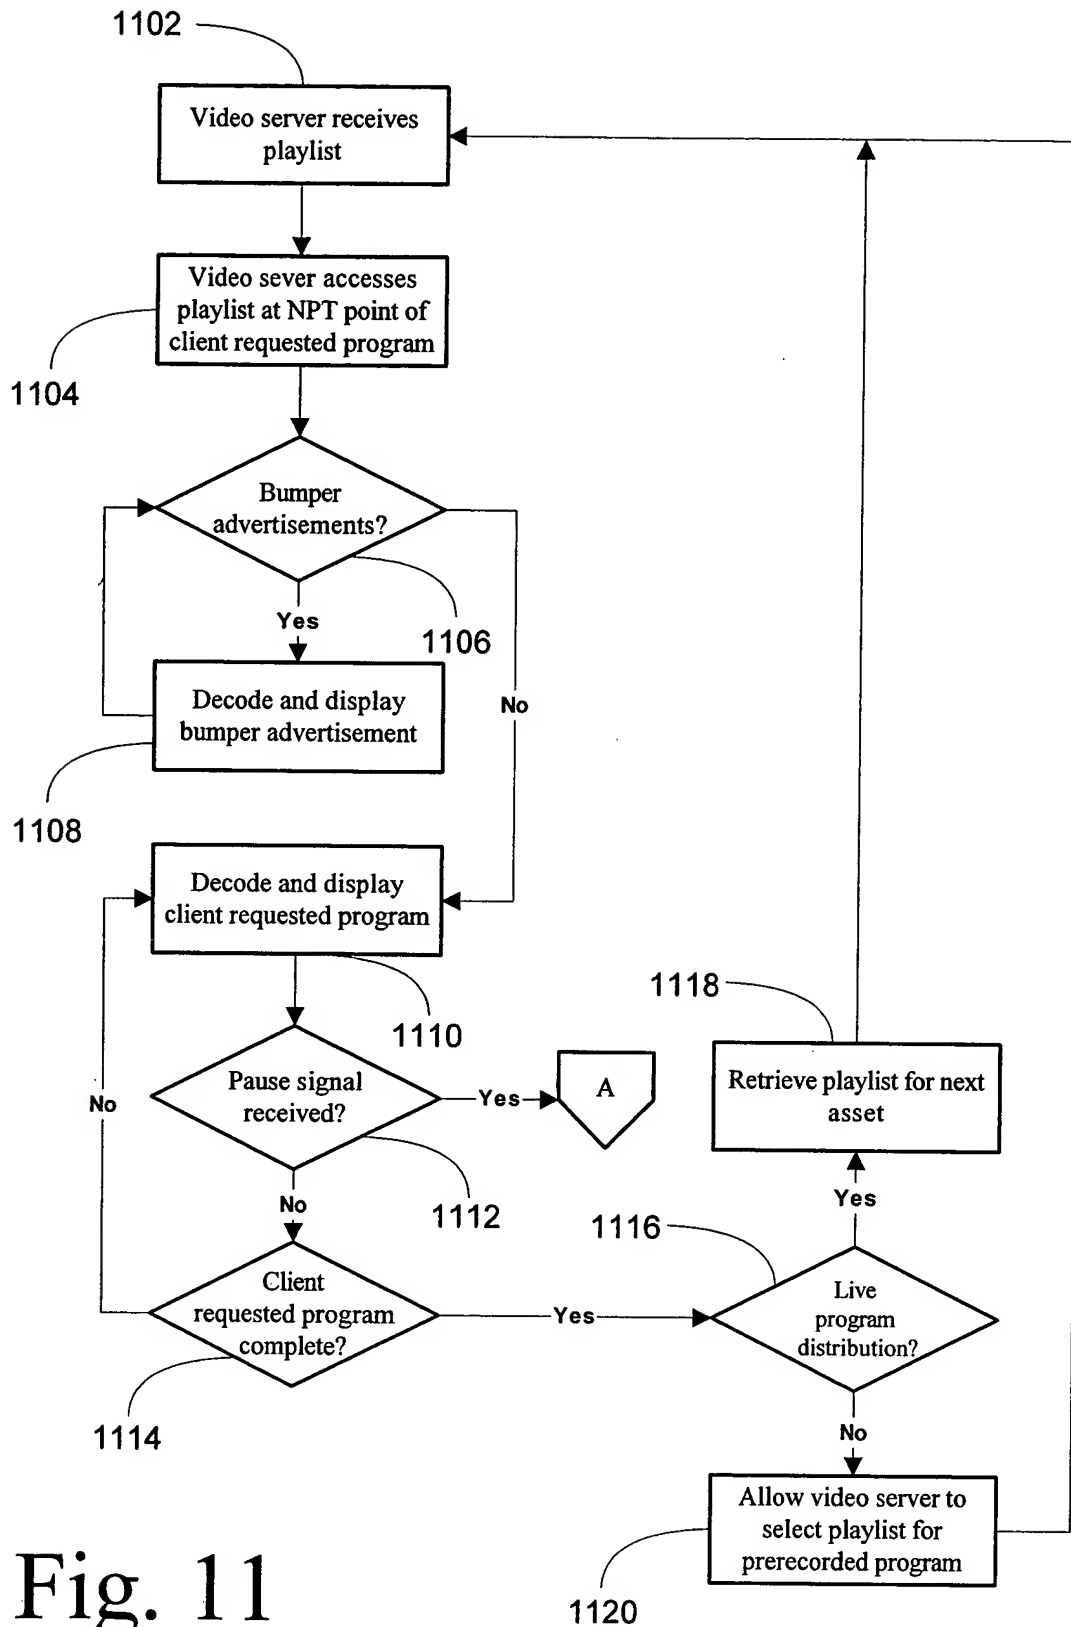 1102
Video server receives
playlist
Video sever accesses
playlist at NPT point of
client requested program
1104
Bumper
advertisements?
Yes
1106
Decode and display
bumper advertisement
No
1108
Decode and display
client requested program
1110
1118
Pause signal
received?
Yes
A
Retrieve playlist for next
asset
No
No
1112
Yes
1116
Client
requested program
complete?
Yes
Live
program
distribution?
1114
No
Allow video server to
select playlist for
prerecorded program
1120
Fig. 11